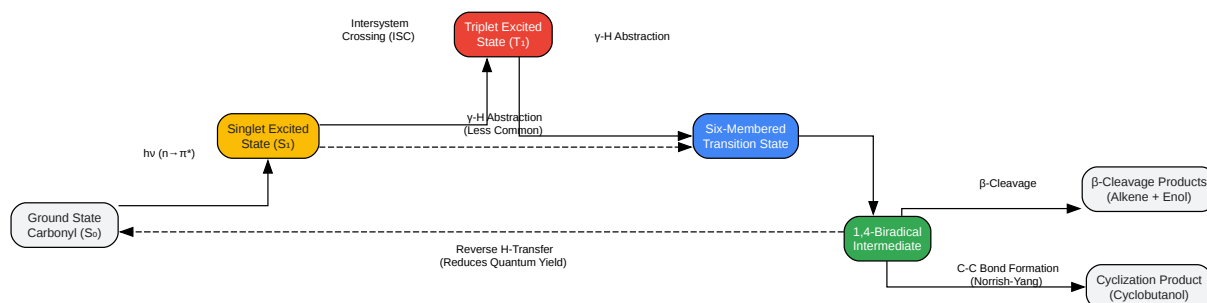 Intersystem
Crossing (ISC)
Triplet Excited
State (T₁)
γ-H Abstraction
Singlet Excited
State (S₁)
γ-H Abstraction
(Less Common)
Six-Membered
Transition State
hν (n→π*)
β-Cleavage
β-Cleavage Products
(Alkene + Enol)
Ground State
Carbonyl (S₀)
1,4-Biradical
Intermediate
Reverse H-Transfer
(Reduces Quantum Yield)
C-C Bond Formation
(Norrish-Yang)
Cyclization Product
(Cyclobutanol)